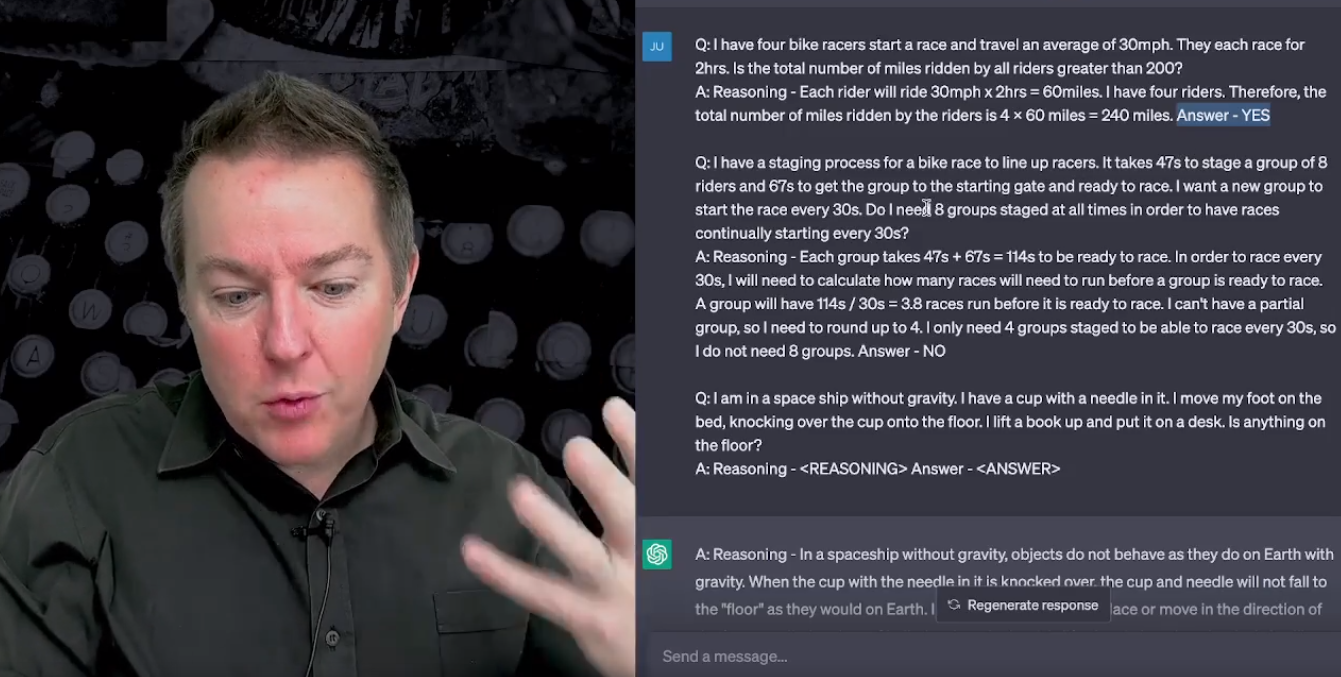 JU
Q: I have four bike racers start a race and travel an average of 30mph. They each race for
2hrs. Is the total number of miles ridden by all riders greater than 200?
A: Reasoning - Each rider will ride 30mph x 2hrs = 60miles. I have four riders. Therefore, the
total number of miles ridden by the riders is 4 × 60 miles = 240 miles. Answer - YES
Q: I have a staging process for a bike race to line up racers. It takes 47s to stage a group of 8
riders and 67s to get the group to the starting gate and ready to race. I want a new group to
start the race every 30s. Do I need 8 groups staged at all times in order to have races
continually starting every 30s?
A: Reasoning - Each group takes 47s + 67s = 114s to be ready to race. In order to race every
30s, I will need to calculate how many races will need to run before a group is ready to race.
A group will have 114s / 30s = 3.8 races run before it is ready to race. I can't have a partial
group, so I need to round up to 4. I only need 4 groups staged to be able to race every 30s, so
I do not need 8 groups. Answer - NO
Q: I am in a space ship without gravity. I have a cup with a needle in it. I move my foot on the
bed, knocking over the cup onto the floor. I lift a book up and put it on a desk. Is anything on
the floor?
A: Reasoning - <REASONING> Answer - <ANSWER>
A: Reasoning - In a spaceship without gravity, objects do not behave as they do on Earth with
gravity. When the cup with the needle in it is knocked over, the cup and needle will not fall to
the "floor" as they would on Earth. lace or move in the direction of
Regenerate response
Send a message...
A
W
U